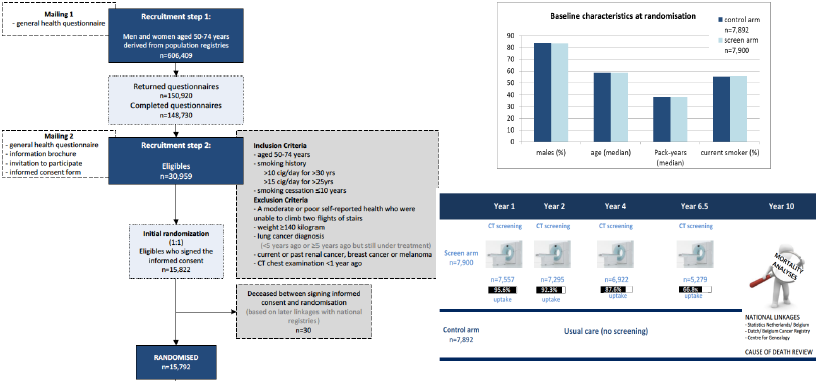 Mailing 1
- general health questionnaire
Recruitment step 1:
Men and women aged 50-74 years
derived from population registries
n=606,409
Returned questionnaires
n=150,920
Completed questionnaires
n=148,730
Mailing 2
- general health questionnaire
- information brochure
- invitation to participate
- informed consent form
Recruitment step 2:
Eligibles
n=30,959
Inclusion Criteria
- aged 50-74 years
- smoking history
>10 cig/day for >30 yrs
>15 cig/day for >25yrs
- smoking cessation ≤10 years
Exclusion Criteria
- A moderate or poor self-reported health who were
unable to climb two flights of stairs
- weight ≥140 kilogram
- lung cancer diagnosis
(<5 years ago or ≥5 years ago but still under treatment)
- current or past renal cancer, breast cancer or melanoma
- CT chest examination <1 year ago
Initial randomization
(1:1)
Eligibles who signed the
informed consent
n=15,822
Deceased between signing informed
consent and randomisation
(based on later linkages with national
registries )
n=30
RANDOMISED
n=15,792
Baseline characteristics at randomisation
control arm
n=7,892
screen arm
n=7,900
90
80
70
60
50
40
30
20
10
0
males (%)
age (median)
Pack-years
(median)
current smoker (%)
Year 1
Year 2
Year 4
Year 6.5
Year 10
CT screening
CT screening
CT screening
CT screening
Screen arm
n=7,900
MORTALITY
ANALYSES
n=7,557
n=7,295
n=6,922
n=5,279
95.6%
92.3%
87.6%
66.8%
uptake
uptake
uptake
uptake
NATIONAL LINKAGES
- Statistics Netherlands/ Belgium
- Dutch/ Belgium Cancer Registry
- Centre for Genealogy
CAUSE OF DEATH REVIEW
Control arm
n=7,892
Usual care (no screening)